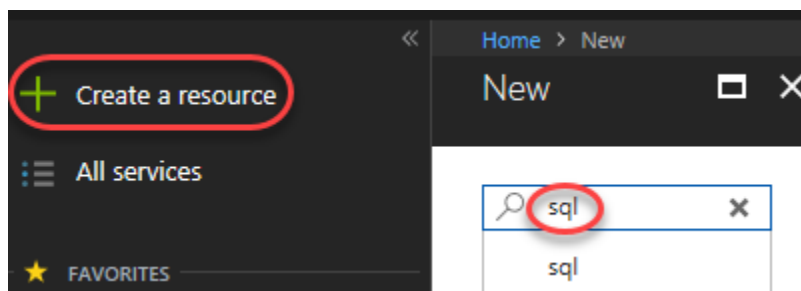 Home > New
Create a resource
New
All services
sql
sql
FAVORITES